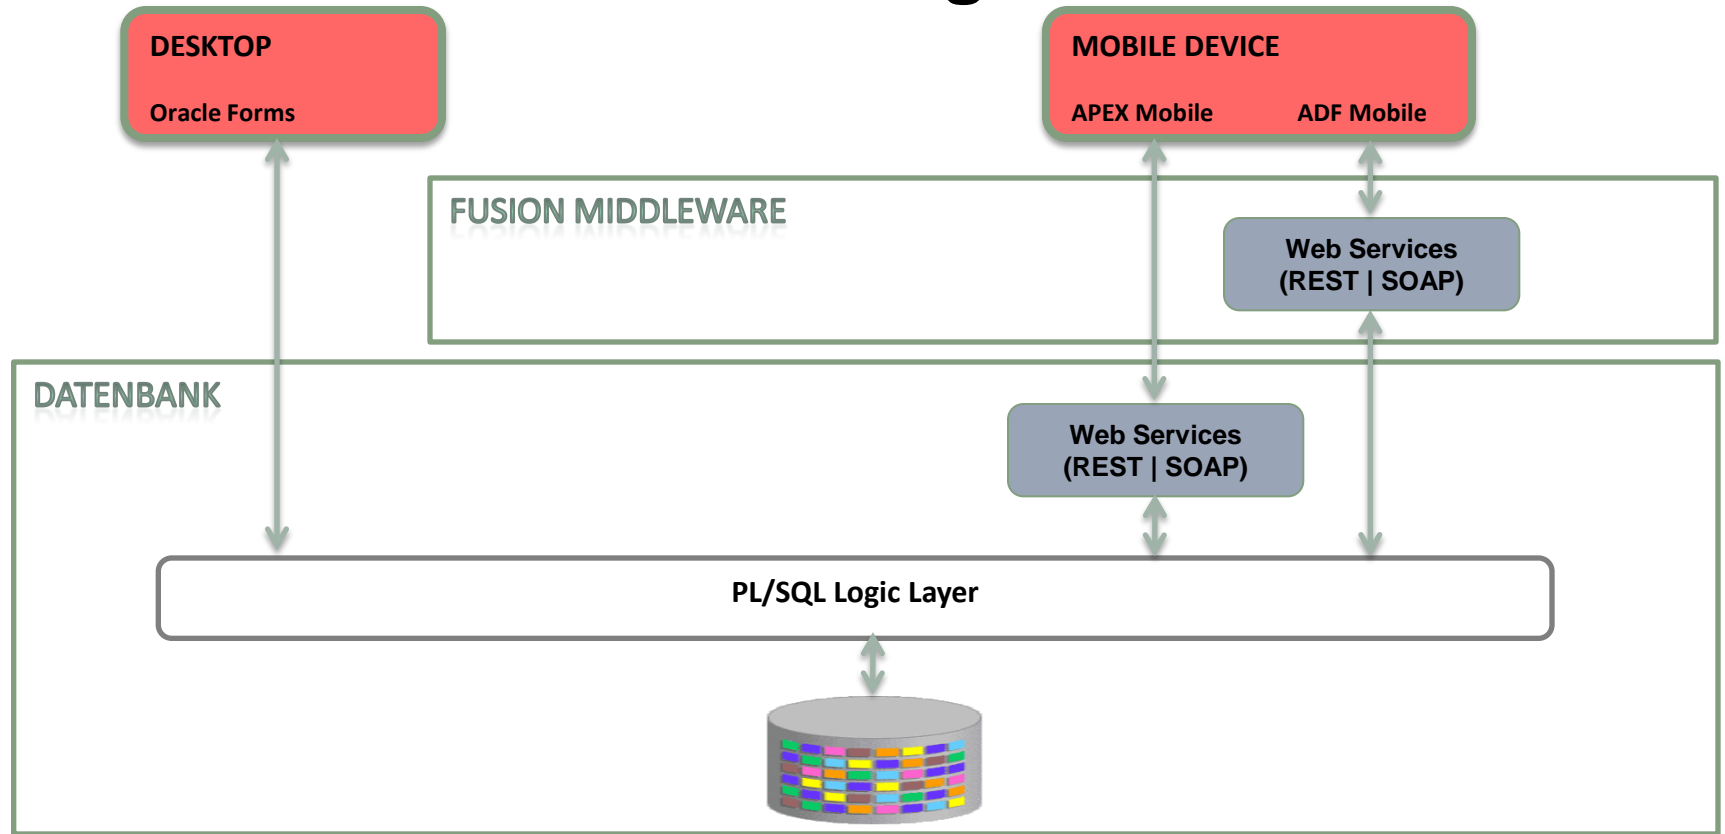 DESKTOP
Oracle Forms
MOBILE DEVICE
APEX Mobile
ADF Mobile
FUSION MIDDLEWARE
Web Services
(REST | SOAP)
DATENBANK
Web Services
(REST | SOAP)
PL/SQL Logic Layer